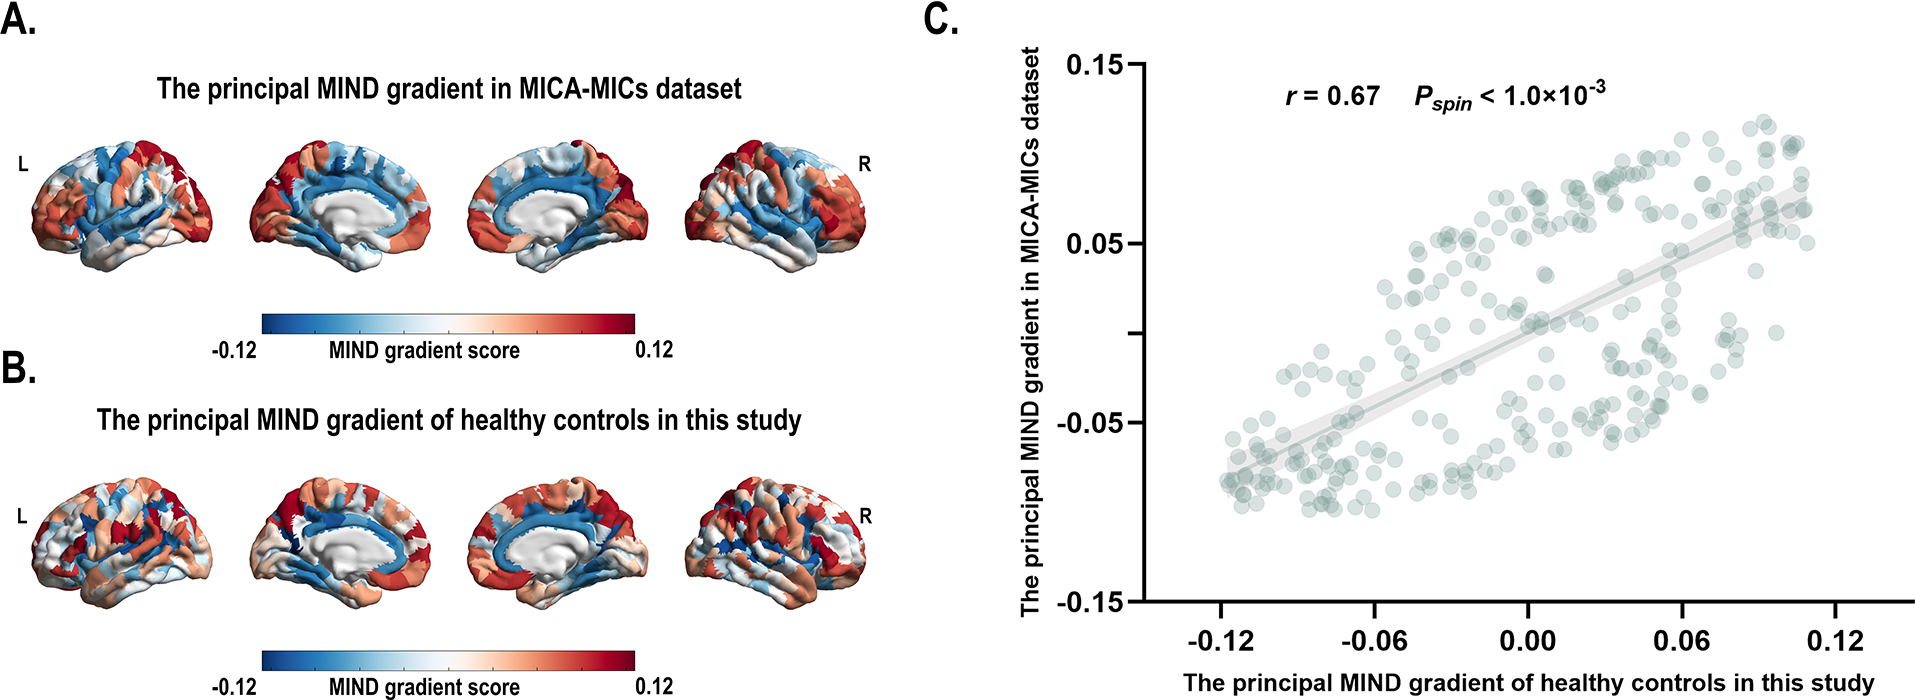 A.
The principal MIND gradient in MICA-MICs dataset
L
R
-0.12
MIND gradient score
0.12
B.
The principal MIND gradient of healthy controls in this study
L
R
-0.12
MIND gradient score
0.12
C.
The principal MIND gradient in MICA-MICs dataset
0.15
0.05
-0.05
-0.15
r = 0.67 Pspin < 1.0×10-3
-0.12 -0.06 0.00 0.06 0.12
The principal MIND gradient of healthy controls in this study